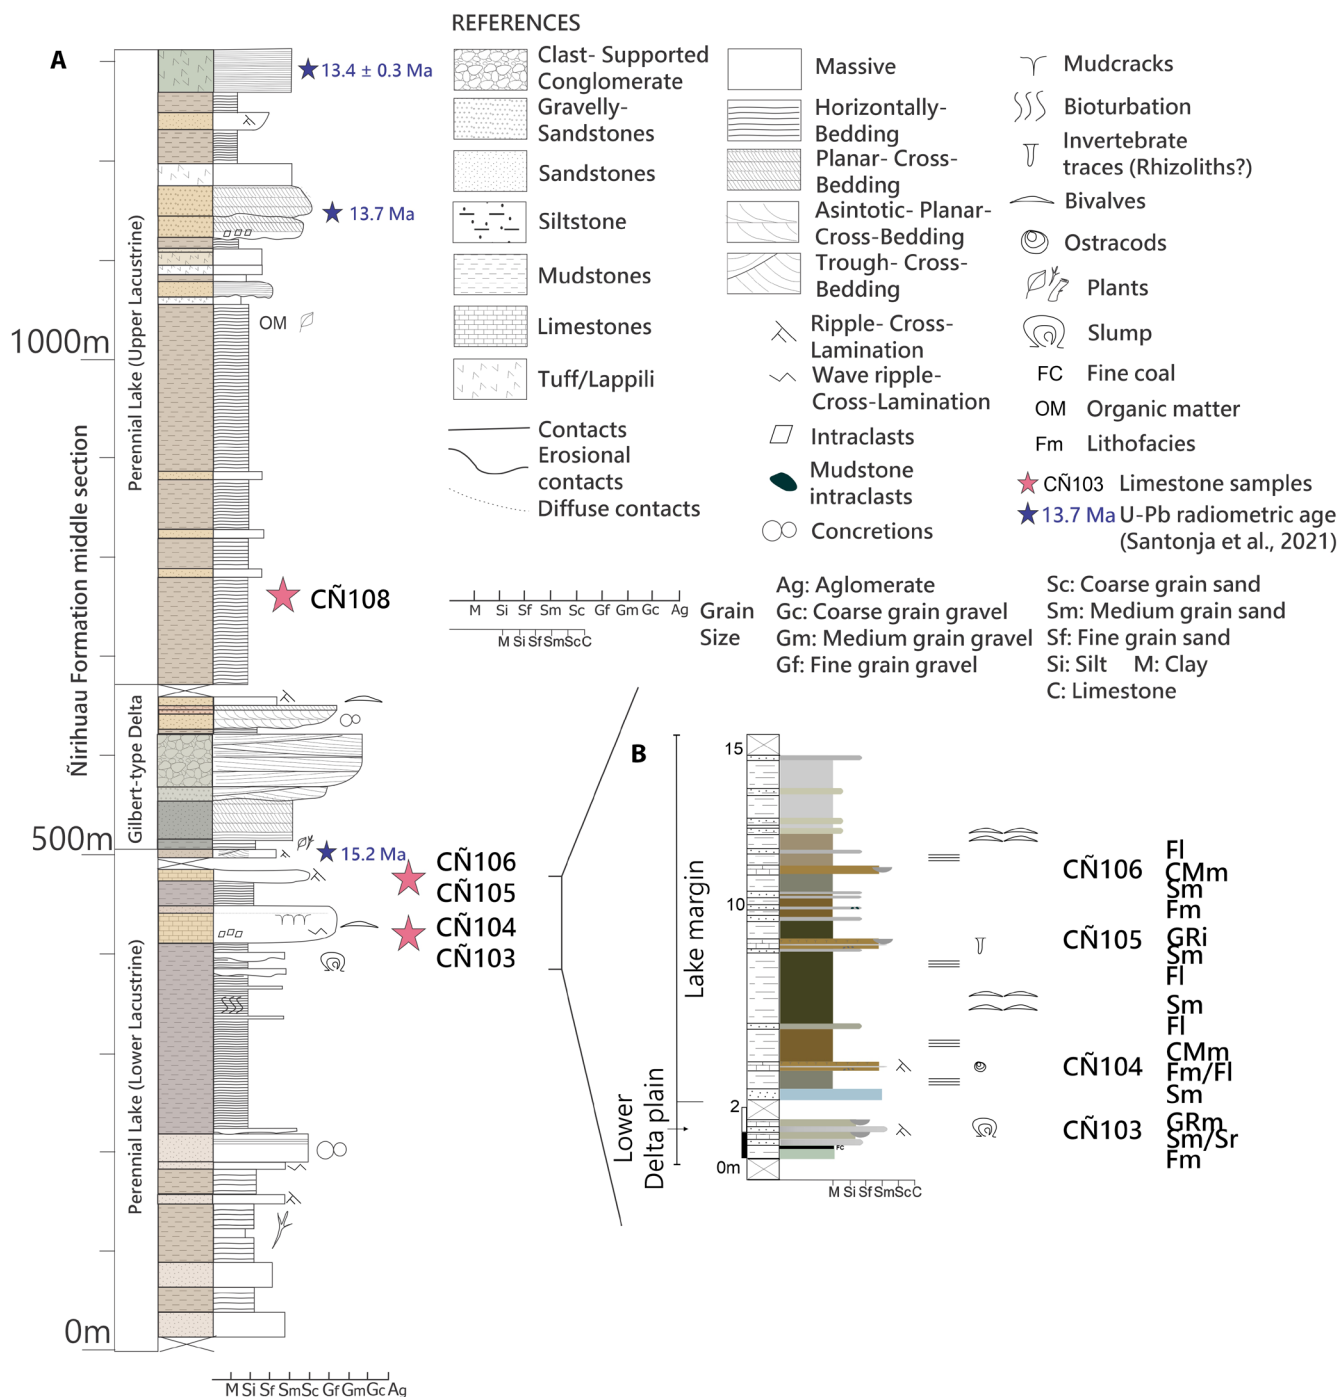 A
1000m
500m
0m
Ñirihuau Formation middle section
Perennial Lake (Upper Lacustrine)
Gilbert-type Delta
Perennial Lake (Lower Lacustrine)
13.4 ± 0.3 Ma
13.7 Ma
OM
CÑ108
15.2 Ma
CÑ106
CÑ105
CÑ104
CÑ103
M Si Sf Sm Sc Gf Gm Gc Ag
REFERENCES
Clast- Supported
Conglomerate
Gravelly-
Sandstones
Sandstones
Siltstone
Mudstones
Limestones
Tuff/Lappili
Contacts
Erosional
contacts
Diffuse contacts
Massive
Horizontally-
Bedding
Planar- Cross-
Bedding
Asintotic- Planar-
Cross-Bedding
Trough- Cross-
Bedding
Ripple- Cross-
Lamination
Wave ripple-
Cross-Lamination
Intraclasts
Mudstone
intraclasts
Concretions
Mudcracks
Bioturbation
Invertebrate
traces (Rhizoliths?)
Bivalves
Ostracods
Plants
Slump
FC Fine coal
OM Organic matter
Fm Lithofacies
CÑ103 Limestone samples
13.7 Ma U-Pb radiometric age
(Santonja et al., 2021)
M Si Sf Sm Sc Gf Gm Gc Ag
M Si Sf Sm Sc C
Grain
Size
Ag: Aglomerate
Gc: Coarse grain gravel
Gm: Medium grain gravel
Gf: Fine grain gravel
Sc: Coarse grain sand
Sm: Medium grain sand
Sf: Fine grain sand
Si: Silt M: Clay
C: Limestone
B
15
10
2
0m
Lake margin
Lower
Delta plain
FC
M Si Sf Sm Sc C
CÑ106
CÑ105
CÑ104
CÑ103
Fl
CMm
Sm
Fm
GRi
Sm
Fl
Sm
Fl
CMm
Fm/Fl
Sm
GRm
Sm/Sr
Fm